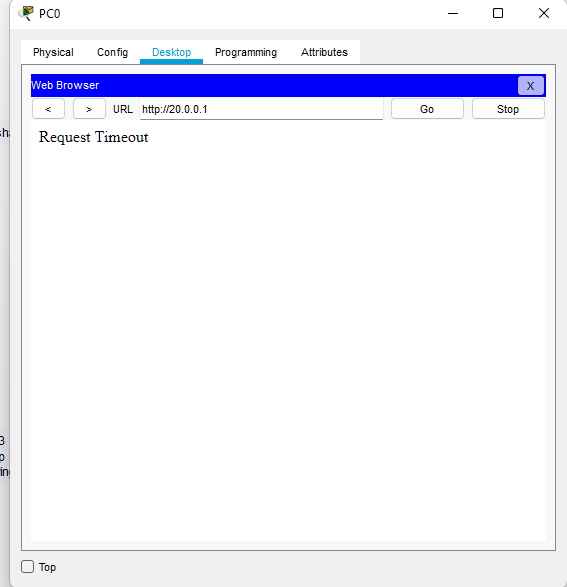 PC0
Physical Config Desktop Programming Attributes
Web Browser X
< > URL http://20.0.0.1 Go Stop
Request Timeout
3
p
Top